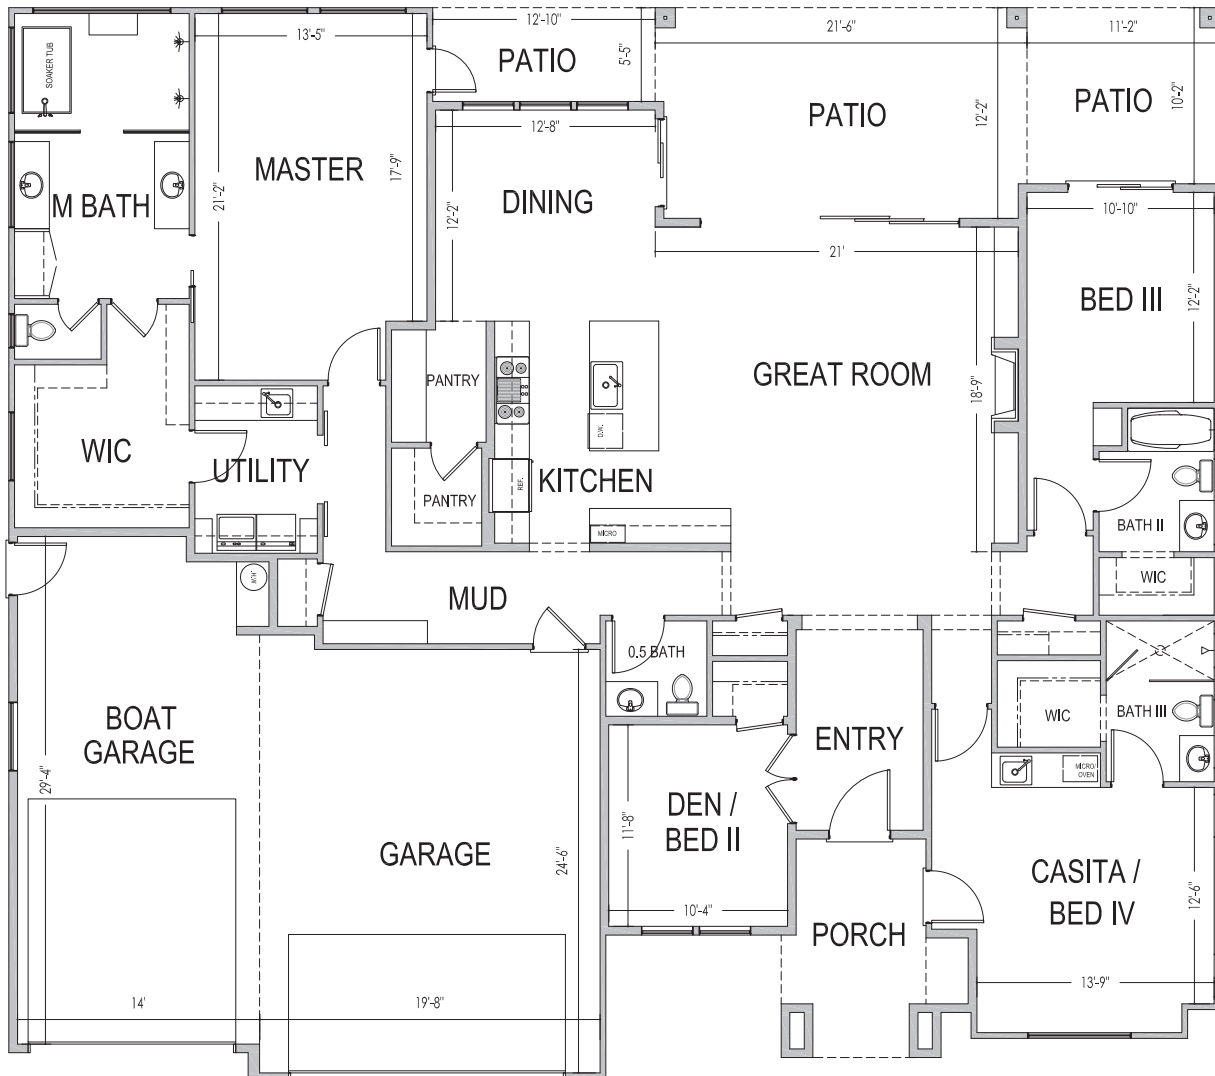 12'-10"
21'-6"
11'-2"
13'-5"
SOAKER TUB
PATIO
5'-5"
PATIO
12'-2"
PATIO
10'-2"
12'-8"
MASTER
17'-9"
21'-2"
M BATH
DINING
12'-2"
10'-10"
21'
BED III
12'-2"
PANTRY
GREAT ROOM
18'-9"
D.W.
WIC
UTILITY
KITCHEN
REF.
PANTRY
MICRO
BATH II
WIC
W.H.
MUD
0.5 BATH
BOAT
GARAGE
29'-4"
ENTRY
WIC
BATH III
MICRO/
OVEN
DEN /
BED II
11'-8"
GARAGE
24'-6"
CASITA /
BED IV
12'-6"
10'-4"
PORCH
13'-9"
14'
19'-8"